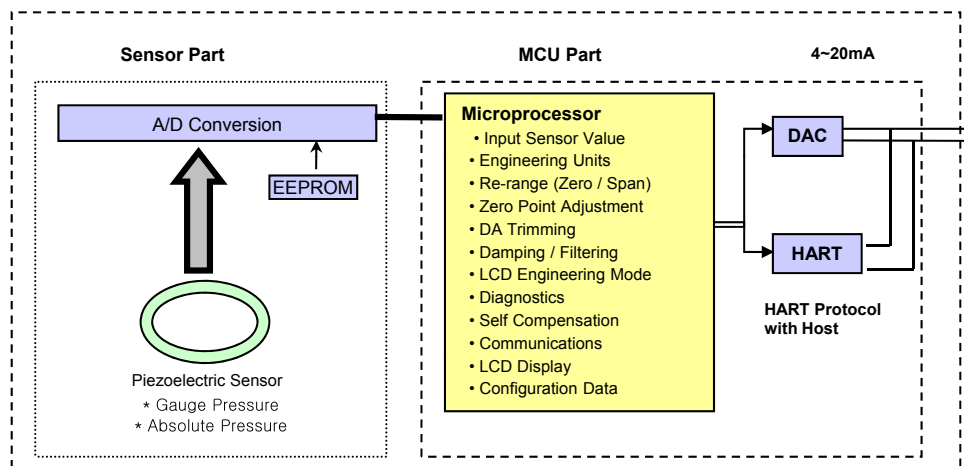 Sensor Part
A/D Conversion
EEPROM
Piezoelectric Sensor
* Gauge Pressure
* Absolute Pressure
MCU Part
Microprocessor
• Input Sensor Value
• Engineering Units
• Re-range (Zero / Span)
• Zero Point Adjustment
• DA Trimming
• Damping / Filtering
• LCD Engineering Mode
• Diagnostics
• Self Compensation
• Communications
• LCD Display
• Configuration Data
4~20mA
DAC
HART
HART Protocol
with Host